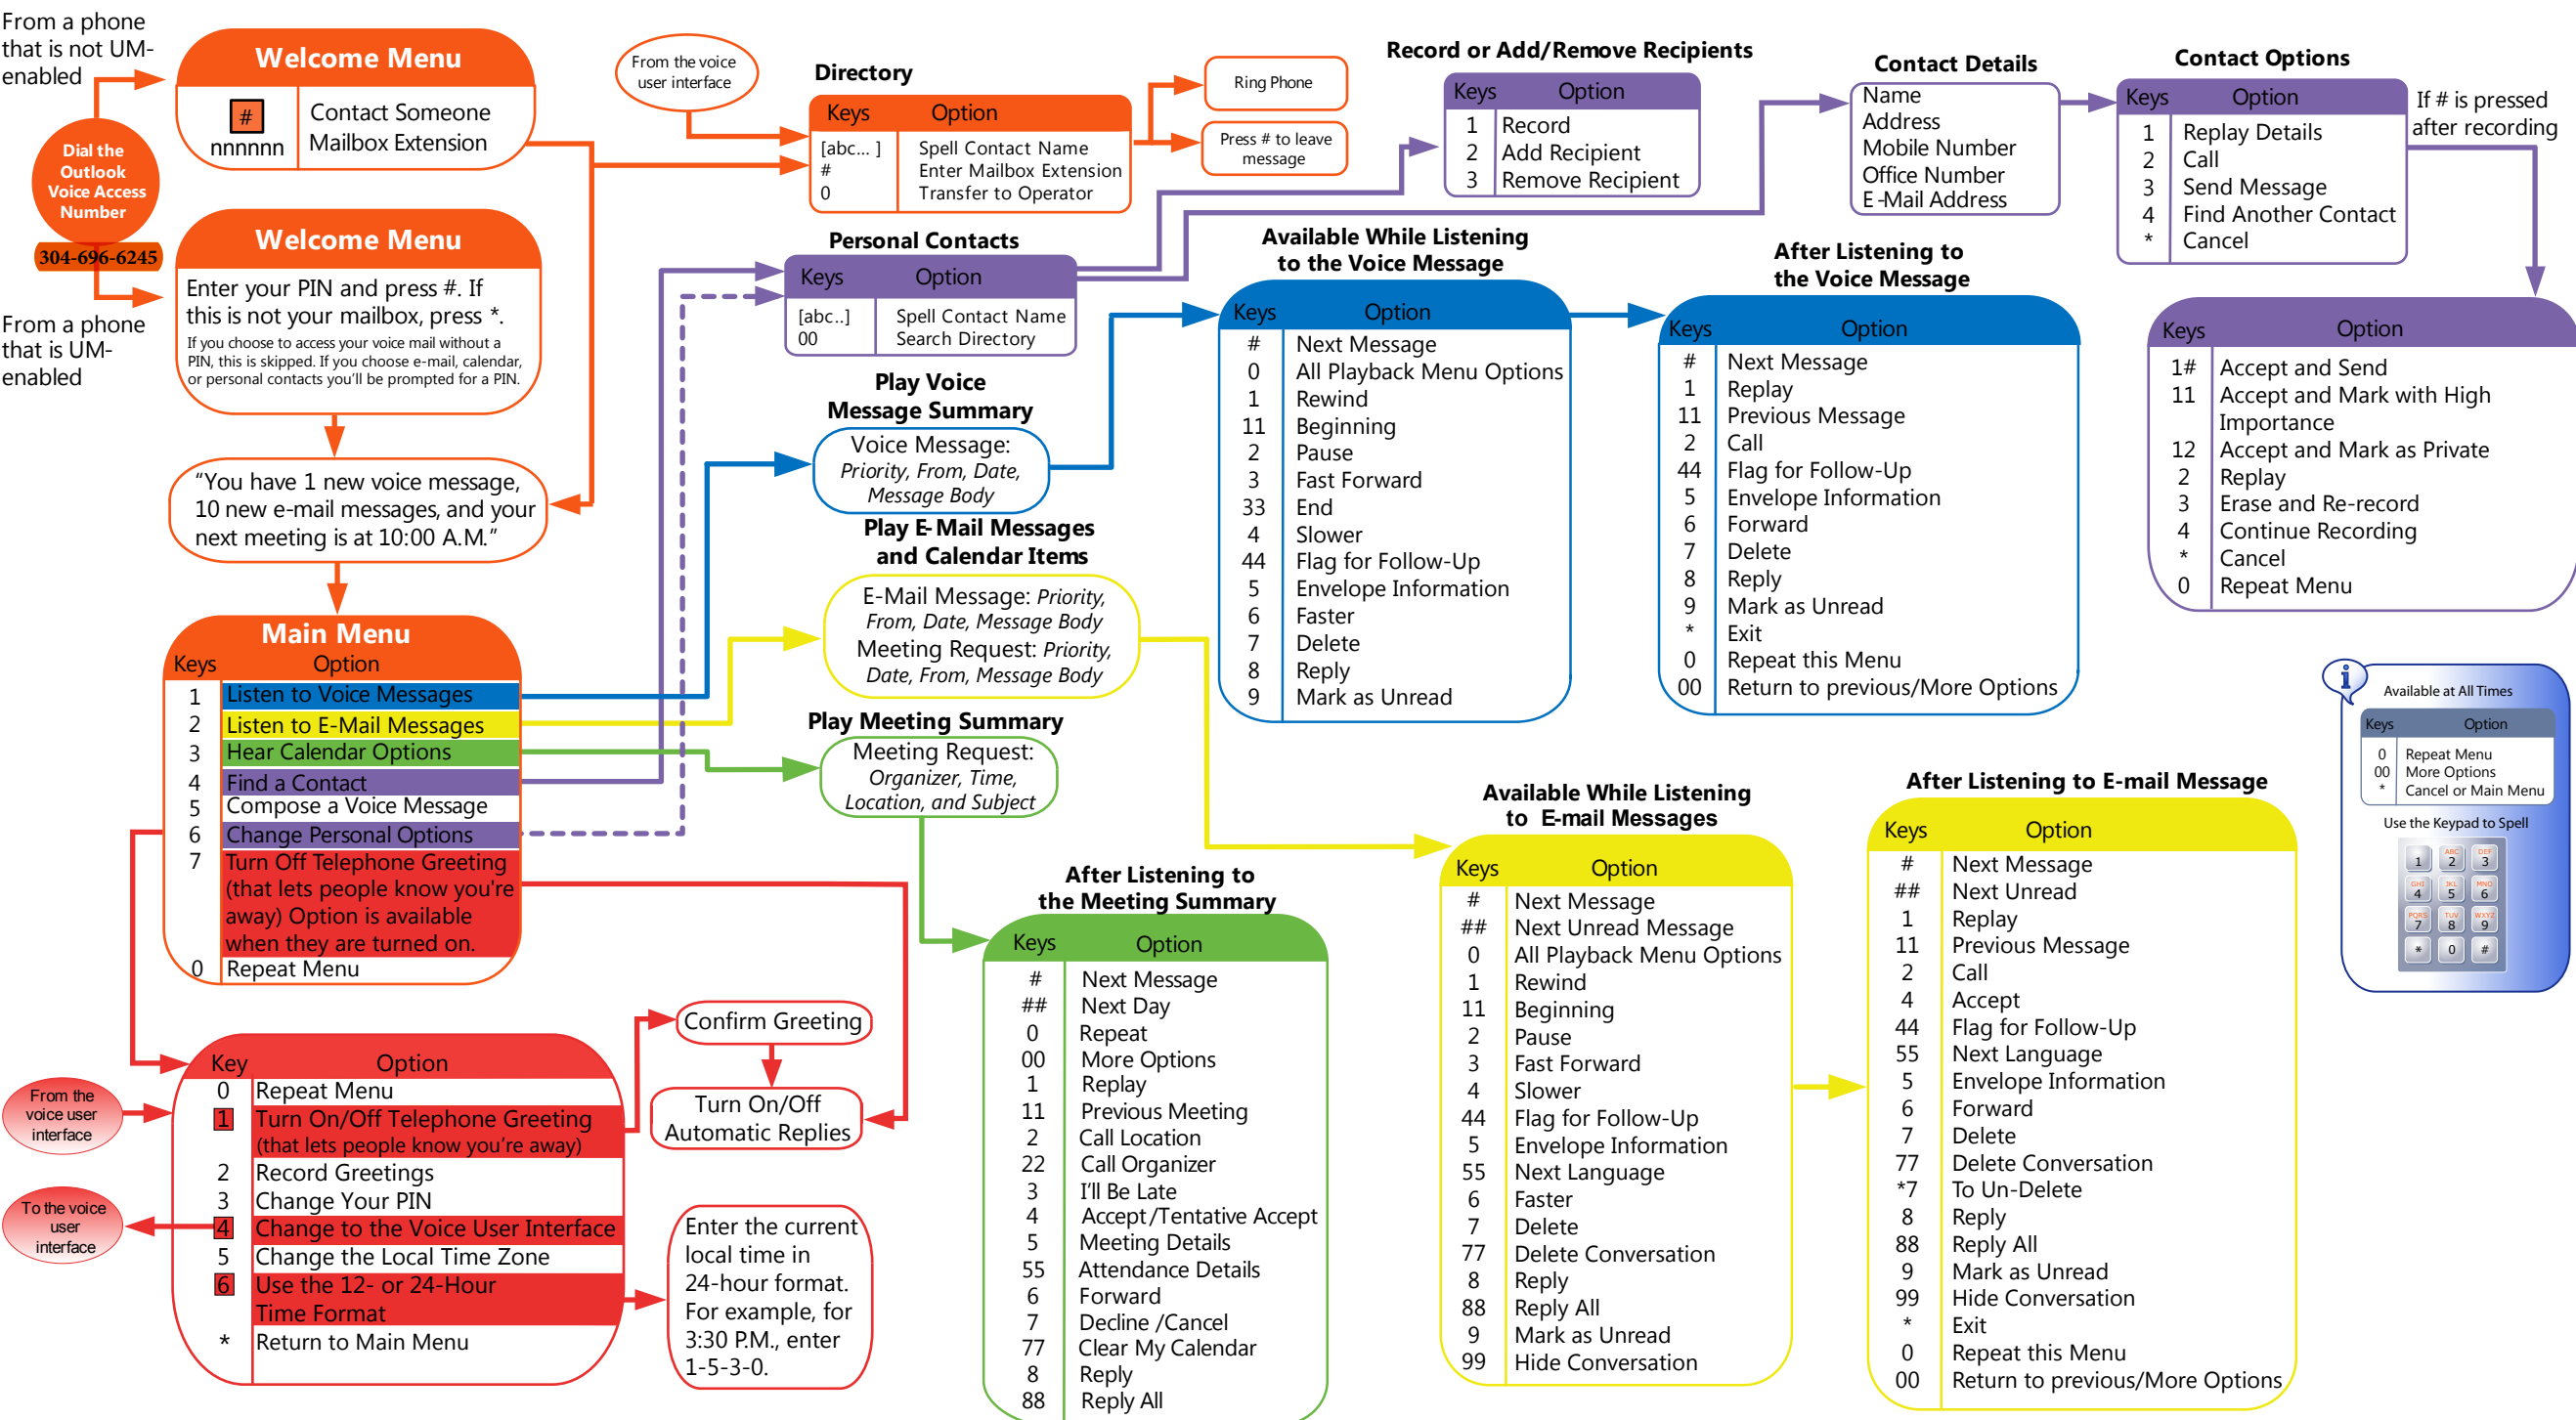 From a phone
that is not UM-
enabled
Welcome Menu
#
nnnnnn
Contact Someone
Mailbox Extension
Dial the
Outlook
Voice Access
Number
304-696-6245
From a phone
that is UM-
enabled
Welcome Menu
Enter your PIN and press #. If
this is not your mailbox, press *.
If you choose to access your voice mail without a
PIN, this is skipped. If you choose e-mail, calendar,
or personal contacts you'll be prompted for a PIN.
"You have 1 new voice message,
10 new e-mail messages, and your
next meeting is at 10:00 A.M."
Main Menu
Keys Option
1 Listen to Voice Messages
2 Listen to E-Mail Messages
3 Hear Calendar Options
4 Find a Contact
5 Compose a Voice Message
6 Change Personal Options
7 Turn Off Telephone Greeting
(that lets people know you're
away) Option is available
when they are turned on.
0 Repeat Menu
Key Option
0 Repeat Menu
1 Turn On/Off Telephone Greeting
(that lets people know you're away)
2 Record Greetings
3 Change Your PIN
4 Change to the Voice User Interface
5 Change the Local Time Zone
6 Use the 12- or 24-Hour
Time Format
* Return to Main Menu
From the
voice user
interface
To the voice
user
interface
Confirm Greeting
Turn On/Off
Automatic Replies
Enter the current
local time in
24-hour format.
For example, for
3:30 P.M., enter
1-5-3-0.
From the voice
user interface
Directory
Keys Option
[abc... ] Spell Contact Name
# Enter Mailbox Extension
0 Transfer to Operator
Ring Phone
Press # to leave
message
Personal Contacts
Keys Option
[abc..] Spell Contact Name
00 Search Directory
Play Voice
Message Summary
Voice Message:
Priority, From, Date,
Message Body
Play E-Mail Messages
and Calendar Items
E-Mail Message: Priority,
From, Date, Message Body
Meeting Request: Priority,
Date, From, Message Body
Play Meeting Summary
Meeting Request:
Organizer, Time,
Location, and Subject
After Listening to
the Meeting Summary
Keys Option
# Next Message
## Next Day
0 Repeat
00 More Options
1 Replay
11 Previous Meeting
2 Call Location
22 Call Organizer
3 I'll Be Late
4 Accept/Tentative Accept
5 Meeting Details
55 Attendance Details
6 Forward
7 Decline /Cancel
77 Clear My Calendar
8 Reply
88 Reply All
Record or Add/Remove Recipients
Keys Option
1 Record
2 Add Recipient
3 Remove Recipient
Contact Details
Name
Address
Mobile Number
Office Number
E-Mail Address
Contact Options
Keys Option
1 Replay Details
2 Call
3 Send Message
4 Find Another Contact
* Cancel
If # is pressed
after recording
Keys Option
1# Accept and Send
11 Accept and Mark with High
Importance
12 Accept and Mark as Private
2 Replay
3 Erase and Re-record
4 Continue Recording
* Cancel
0 Repeat Menu
Available While Listening
to the Voice Message
Keys Option
# Next Message
0 All Playback Menu Options
1 Rewind
11 Beginning
2 Pause
3 Fast Forward
33 End
4 Slower
44 Flag for Follow-Up
5 Envelope Information
6 Faster
7 Delete
8 Reply
9 Mark as Unread
After Listening to
the Voice Message
Keys Option
# Next Message
1 Replay
11 Previous Message
2 Call
44 Flag for Follow-Up
5 Envelope Information
6 Forward
7 Delete
8 Reply
9 Mark as Unread
* Exit
0 Repeat this Menu
00 Return to previous/More Options
Available While Listening
to E-mail Messages
Keys Option
# Next Message
## Next Unread Message
0 All Playback Menu Options
1 Rewind
11 Beginning
2 Pause
3 Fast Forward
4 Slower
44 Flag for Follow-Up
5 Envelope Information
55 Next Language
6 Faster
7 Delete
77 Delete Conversation
8 Reply
88 Reply All
9 Mark as Unread
99 Hide Conversation
After Listening to E-mail Message
Keys Option
# Next Message
## Next Unread
1 Replay
11 Previous Message
2 Call
4 Accept
44 Flag for Follow-Up
55 Next Language
5 Envelope Information
6 Forward
7 Delete
77 Delete Conversation
*7 To Un-Delete
8 Reply
88 Reply All
9 Mark as Unread
99 Hide Conversation
* Exit
0 Repeat this Menu
00 Return to previous/More Options
i
Available at All Times
Keys Option
0 Repeat Menu
00 More Options
* Cancel or Main Menu
Use the Keypad to Spell
1 ABC 2 DEF 3
GHI 4 JKL 5 MNO 6
PQRS 7 TUV 8 WXYZ 9
* 0 #